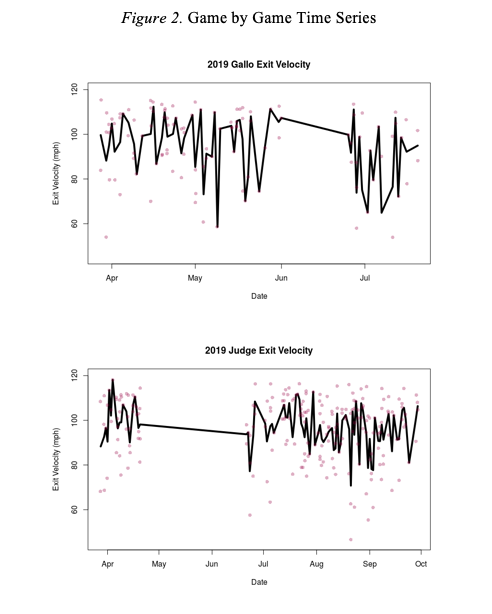 Figure 2. Game by Game Time Series
2019 Gallo Exit Velocity
120
100
80
60
Exit Velocity (mph)
Apr May Jun Jul
Date
2019 Judge Exit Velocity
120
100
80
60
Exit Velocity (mph)
Apr May Jun Jul Aug Sep Oct
Date